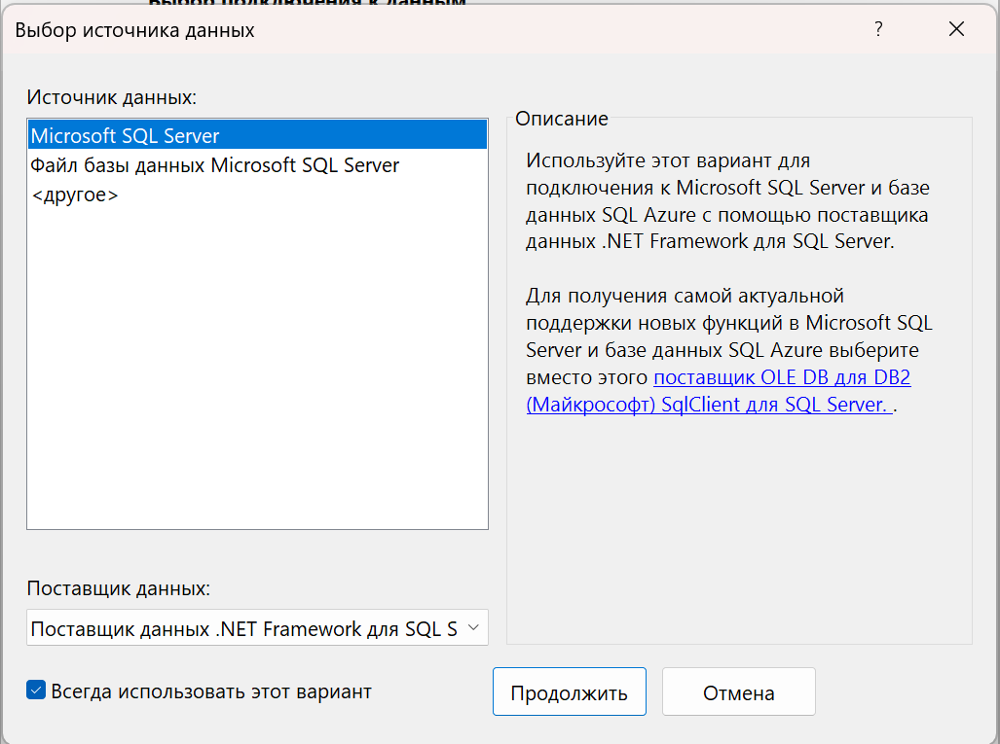 Выбор подключения к данным
Выбор источника данных
?
Источник данных:
Microsoft SQL Server
Файл базы данных Microsoft SQL Server
<другое>
Описание
Используйте этот вариант для
подключения к Microsoft SQL Server и базе
данных SQL Azure с помощью поставщика
данных .NET Framework для SQL Server.
Для получения самой актуальной
поддержки новых функций в Microsoft SQL
Server и базе данных SQL Azure выберите
вместо этого поставщик OLE DB для DB2
(Майкрософт) SqlClient для SQL Server. .
Поставщик данных:
Поставщик данных .NET Framework для SQL S
Всегда использовать этот вариант
Продолжить
Отмена